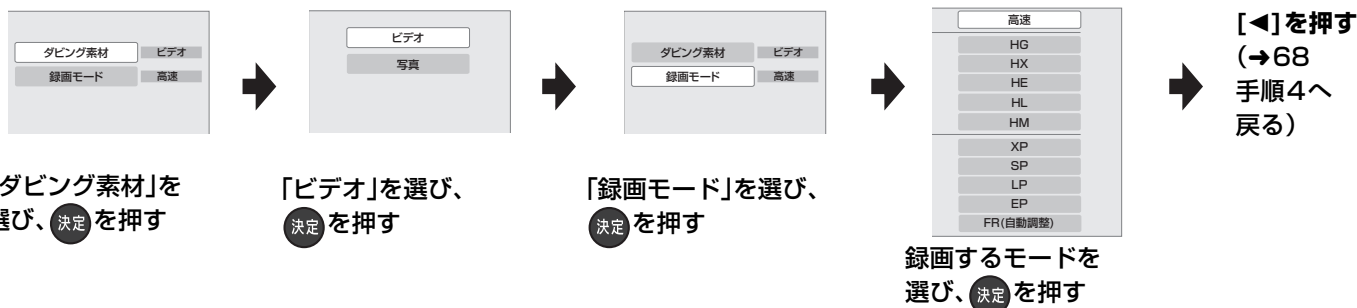 ダビング素材 ビデオ
録画モード 高速
ダビング素材」を
選び、決定を押す
ビデオ
写真
「ビデオ」を選び、
決定を押す
ダビング素材 ビデオ
録画モード 高速
「録画モード」を選び、
決定を押す
高速
HG
HX
HE
HL
HM
XP
SP
LP
EP
FR(自動調整)
録画するモードを
選び、決定を押す
[◀]を押す
(➔68
手順4へ
戻る)